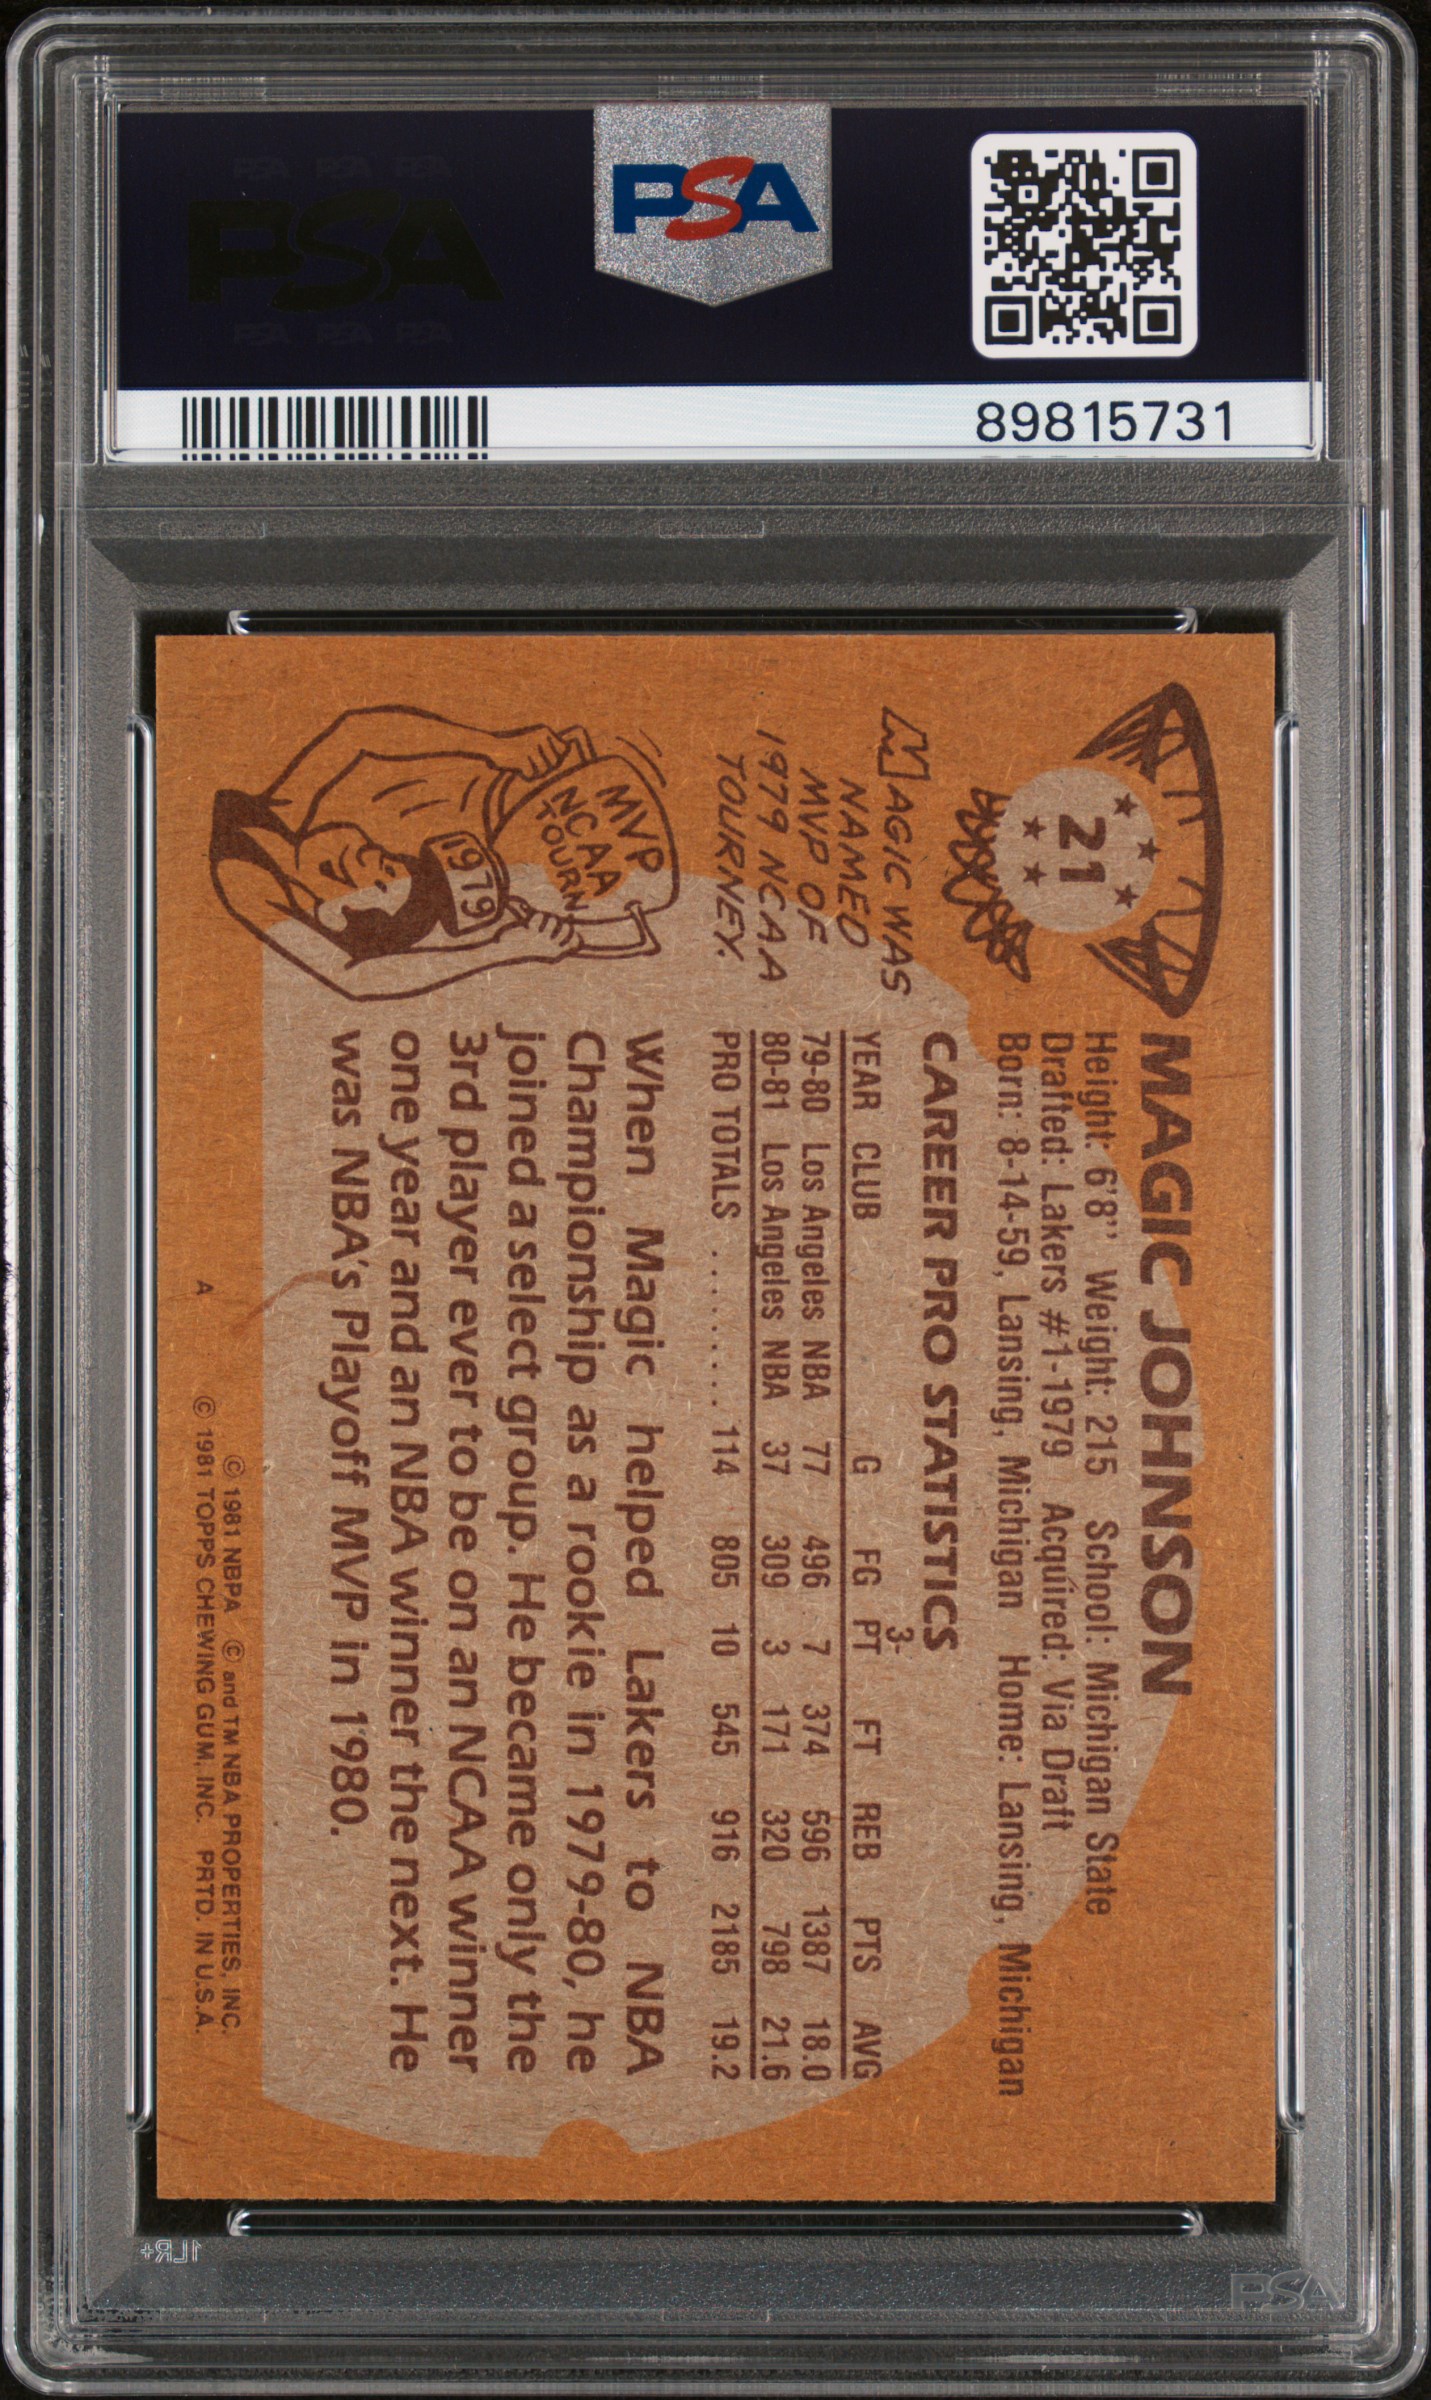 PSA
PSA
89815731
21
MAGIC JOHNSON
Height: 6'8'' Weight: 215 School: Michigan State
Drafted: Lakers #1-1979 Acquired: Via Draft
Born: 8-14-59, Lansing, Michigan Home: Lansing, Michigan
MAGIC WAS
NAMED
MVP OF
1979 NCAA
TOURNEY.
MVP
NCAA
TOURN.
1979
CAREER PRO STATISTICS
3-
YEAR CLUB G FG PT FT REB PTS AVG
79-80 Los Angeles NBA 77 496 7 374 596 1387 18.0
80-81 Los Angeles NBA 37 309 3 171 320 798 21.6
PRO TOTALS ........ 114 805 10 545 916 2185 19.2
When Magic helped Lakers to NBA
Championship as a rookie in 1979-80, he
joined a select group. He became only the
3rd player ever to be on an NCAA winner
one year and an NBA winner the next. He
was NBA's Playoff MVP in 1980.
© 1981 NBPA © and TM NBA PROPERTIES, INC.
A © 1981 TOPPS CHEWING GUM, INC. PRTD. IN U.S.A.
1LR+
PSA